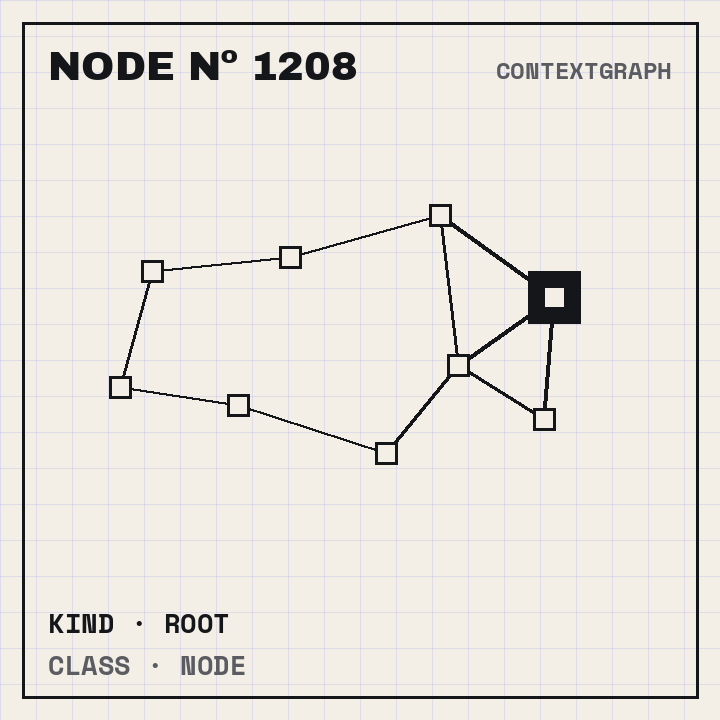 NODE Nº 1208
CONTEXTGRAPH
KIND · ROOT
CLASS · NODE